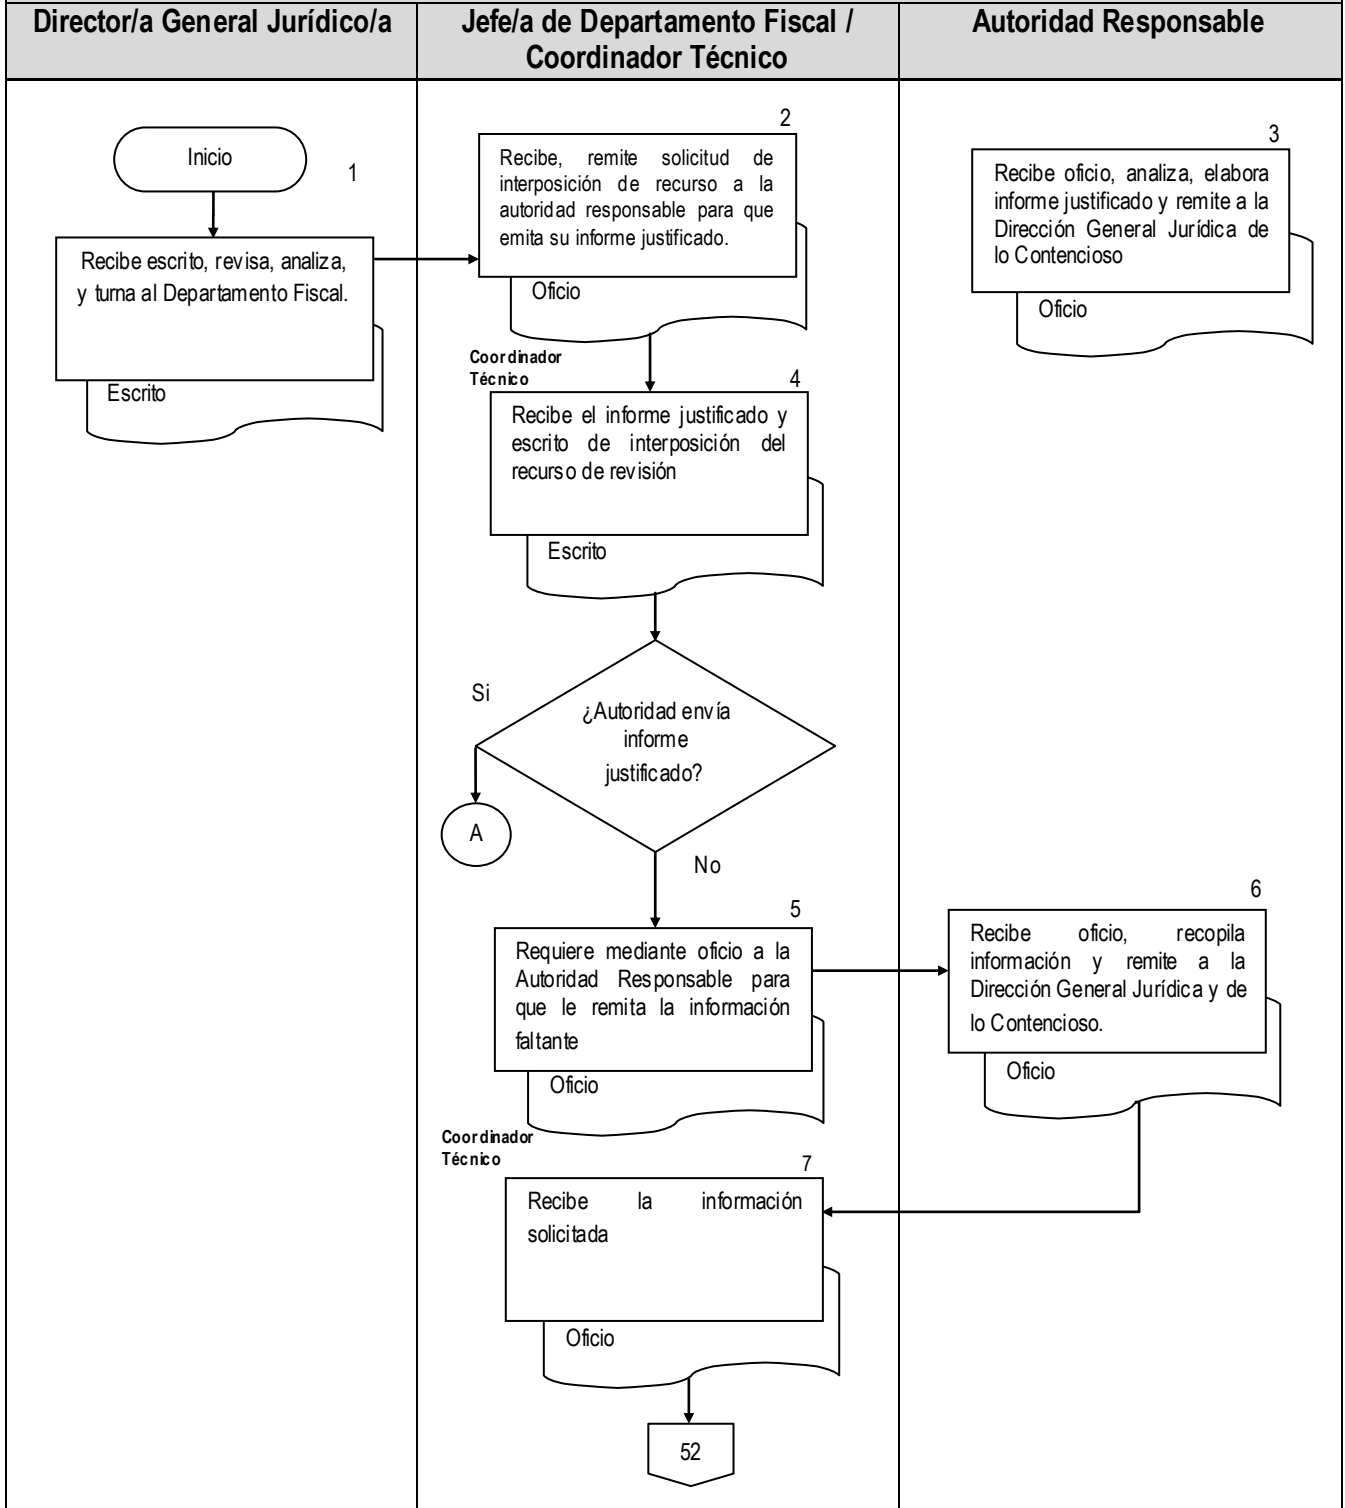 Director/a General Jurídico/a
Jefe/a de Departamento Fiscal /
Coordinador Técnico
Autoridad Responsable
Inicio
1
Recibe escrito, revisa, analiza,
y turna al Departamento Fiscal.
Escrito
2
Recibe, remite solicitud de
interposición de recurso a la
autoridad responsable para que
emita su informe justificado.
Oficio
3
Recibe oficio, analiza, elabora
informe justificado y remite a la
Dirección General Jurídica de
lo Contencioso
Oficio
Coordinador
Técnico
4
Recibe el informe justificado y
escrito de interposición del
recurso de revisión
Escrito
Si
¿Autoridad envía
informe
justificado?
A
No
5
Requiere mediante oficio a la
Autoridad Responsable para
que le remita la información
faltante
Oficio
6
Recibe oficio, recopila
información y remite a la
Dirección General Jurídica y de
lo Contencioso.
Oficio
Coordinador
Técnico
7
Recibe la información
solicitada
Oficio
52